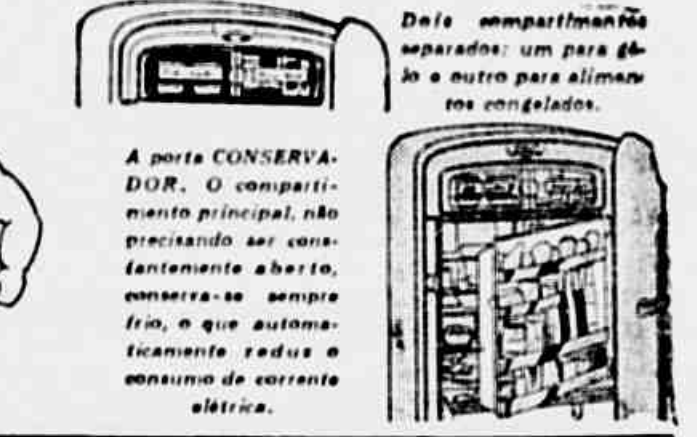 Dois compartimentos
separados: um para gê-
lo e outro para alimen-
tos congelados.
A porta CONSERVA-
DOR. O comparti-
mento principal, não
precisando ser cons-
tantemente aberto,
conserva-se sempre
frio, o que automa-
ticamente reduz o
consumo de corrente
elétrica.